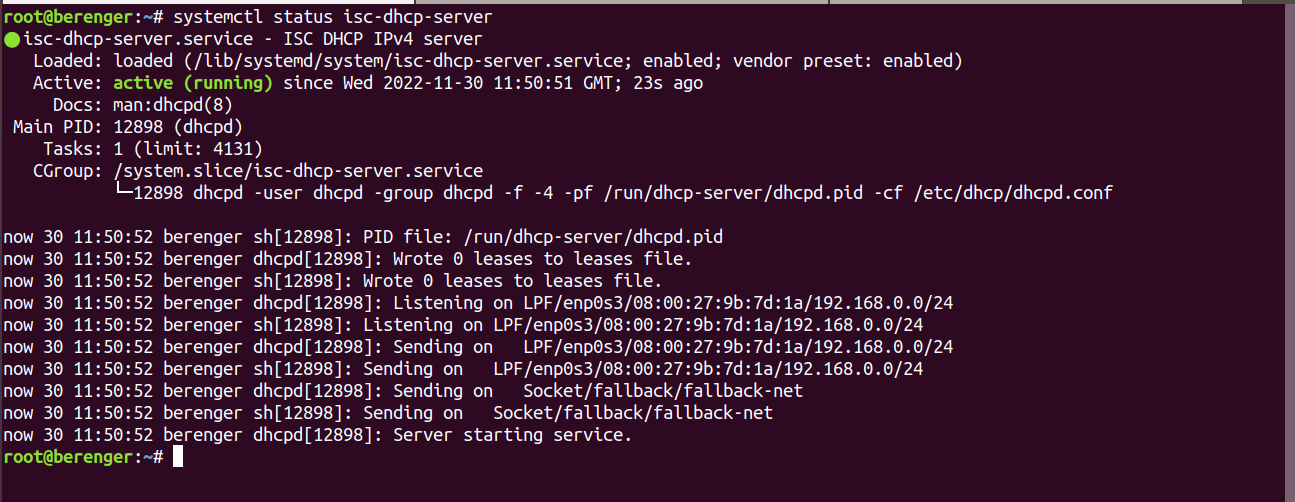 root@berenger:~# systemctl status isc-dhcp-server
● isc-dhcp-server.service - ISC DHCP IPv4 server
   Loaded: loaded (/lib/systemd/system/isc-dhcp-server.service; enabled; vendor preset: enabled)
   Active: active (running) since Wed 2022-11-30 11:50:51 GMT; 23s ago
     Docs: man:dhcpd(8)
 Main PID: 12898 (dhcpd)
    Tasks: 1 (limit: 4131)
   CGroup: /system.slice/isc-dhcp-server.service
           └─12898 dhcpd -user dhcpd -group dhcpd -f -4 -pf /run/dhcp-server/dhcpd.pid -cf /etc/dhcp/dhcpd.conf

now 30 11:50:52 berenger sh[12898]: PID file: /run/dhcp-server/dhcpd.pid
now 30 11:50:52 berenger dhcpd[12898]: Wrote 0 leases to leases file.
now 30 11:50:52 berenger sh[12898]: Wrote 0 leases to leases file.
now 30 11:50:52 berenger dhcpd[12898]: Listening on LPF/enp0s3/08:00:27:9b:7d:1a/192.168.0.0/24
now 30 11:50:52 berenger sh[12898]: Listening on LPF/enp0s3/08:00:27:9b:7d:1a/192.168.0.0/24
now 30 11:50:52 berenger dhcpd[12898]: Sending on   LPF/enp0s3/08:00:27:9b:7d:1a/192.168.0.0/24
now 30 11:50:52 berenger sh[12898]: Sending on   LPF/enp0s3/08:00:27:9b:7d:1a/192.168.0.0/24
now 30 11:50:52 berenger dhcpd[12898]: Sending on   Socket/fallback/fallback-net
now 30 11:50:52 berenger sh[12898]: Sending on   Socket/fallback/fallback-net
now 30 11:50:52 berenger dhcpd[12898]: Server starting service.
root@berenger:~#